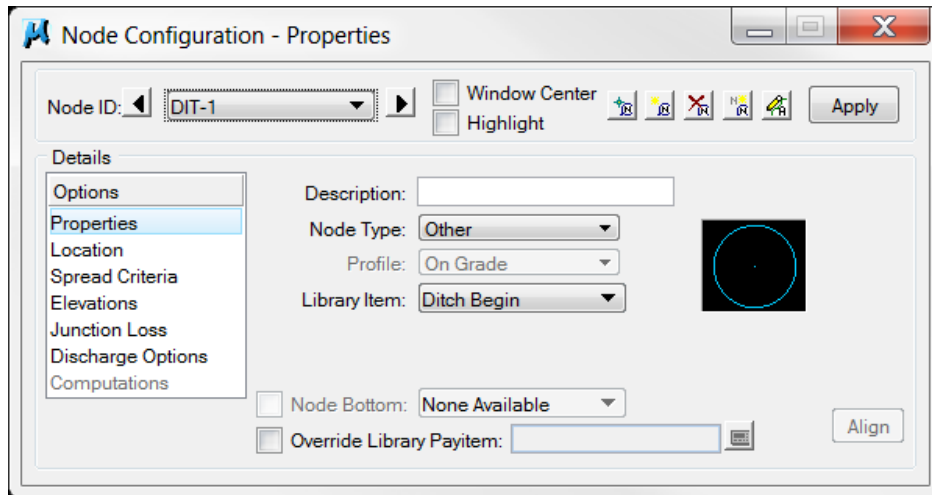 Node Configuration - Properties
Node ID: DIT-1
Window Center
Highlight
Apply
Details
Options
Properties
Location
Spread Criteria
Elevations
Junction Loss
Discharge Options
Computations
Description:
Node Type: Other
Profile: On Grade
Library Item: Ditch Begin
Node Bottom: None Available
Override Library Payitem:
Align